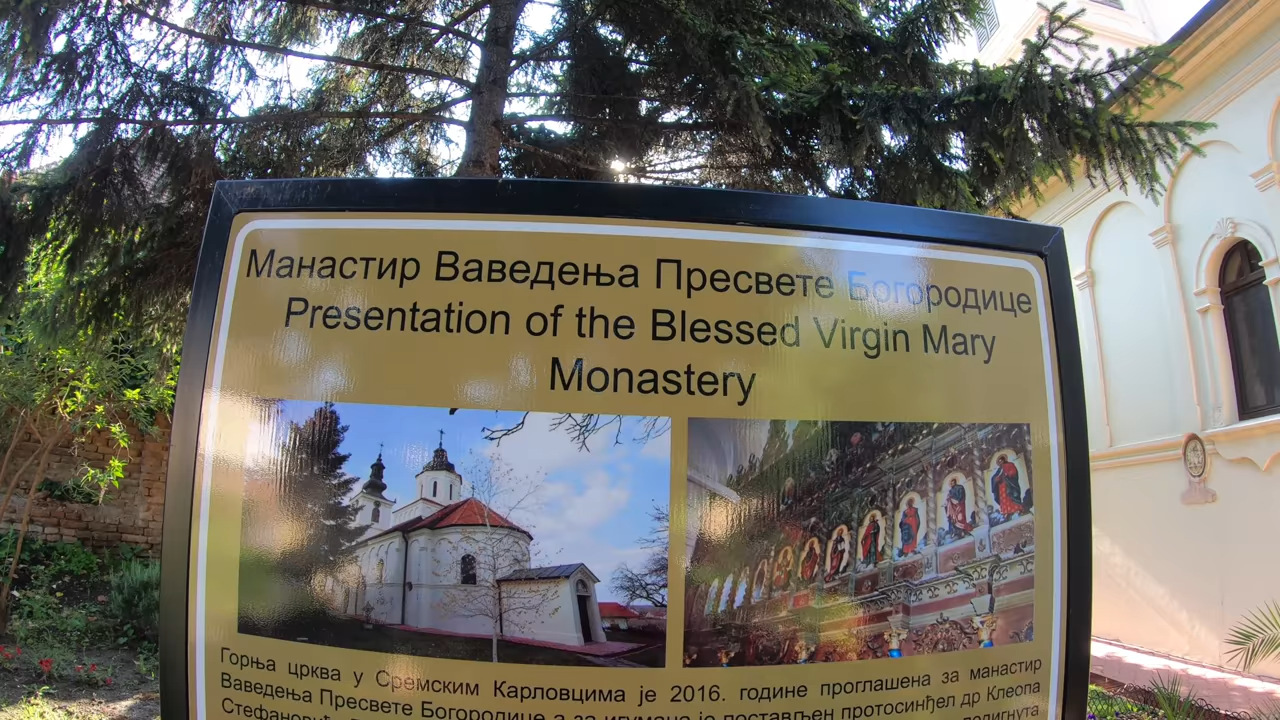 Манастир Ваведења Пресвете Богородице
Presentation of the Blessed Virgin Mary
Monastery
Горња црква у Сремским Карловцима је 2016. године проглашена за манастир
Ваведења Пресвете Богородице а за игумана је постављен протосинђел др Клеопа